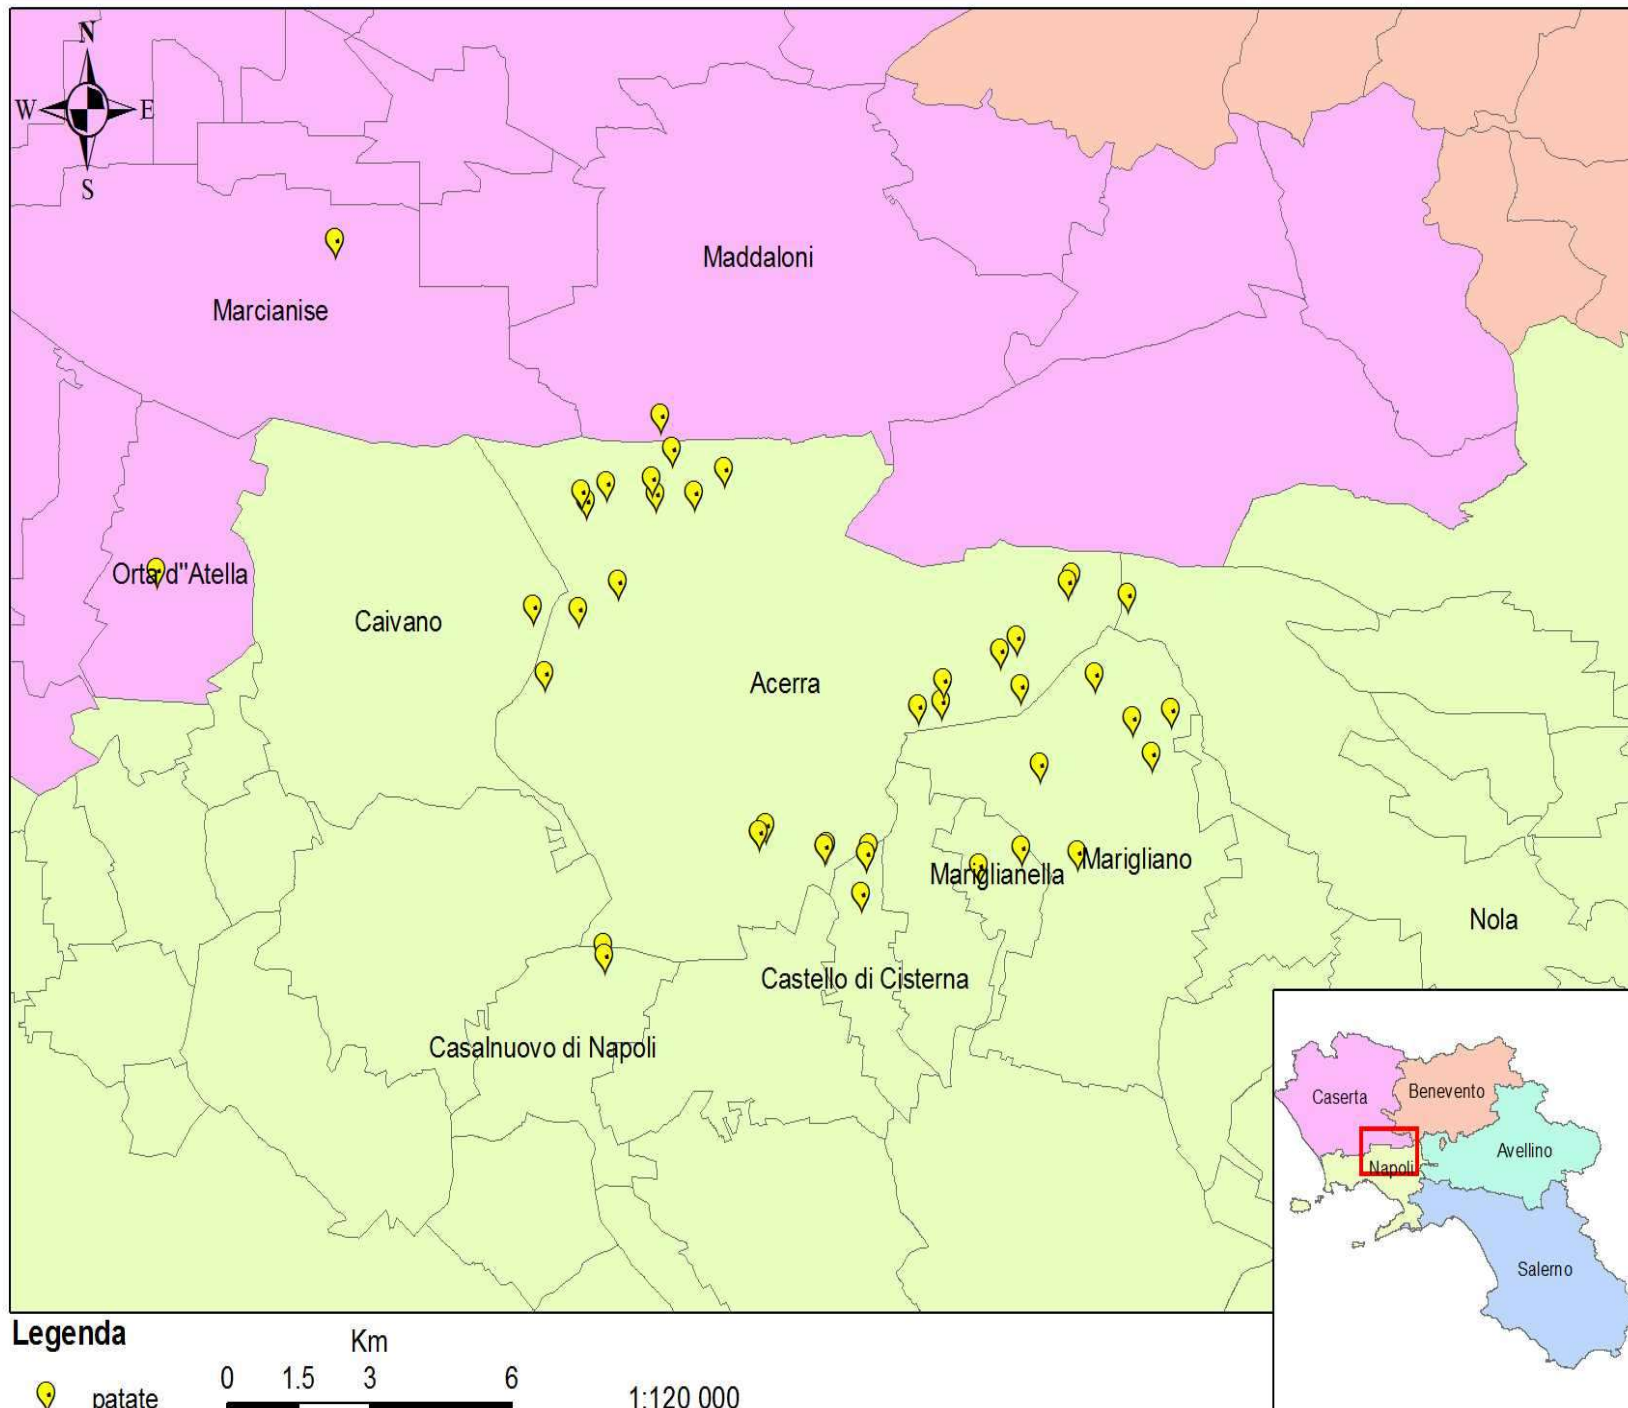 N
W E
S
Maddaloni
Marcianise
Orta d"Atella
Caivano
Acerra
Mariglianella
Marigliano
Nola
Castello di Cisterna
Casalnuovo di Napoli
Caserta
Benevento
Avellino
Napoli
Salerno
Legenda
Km
0 1.5 3 6
patate
1:120 000